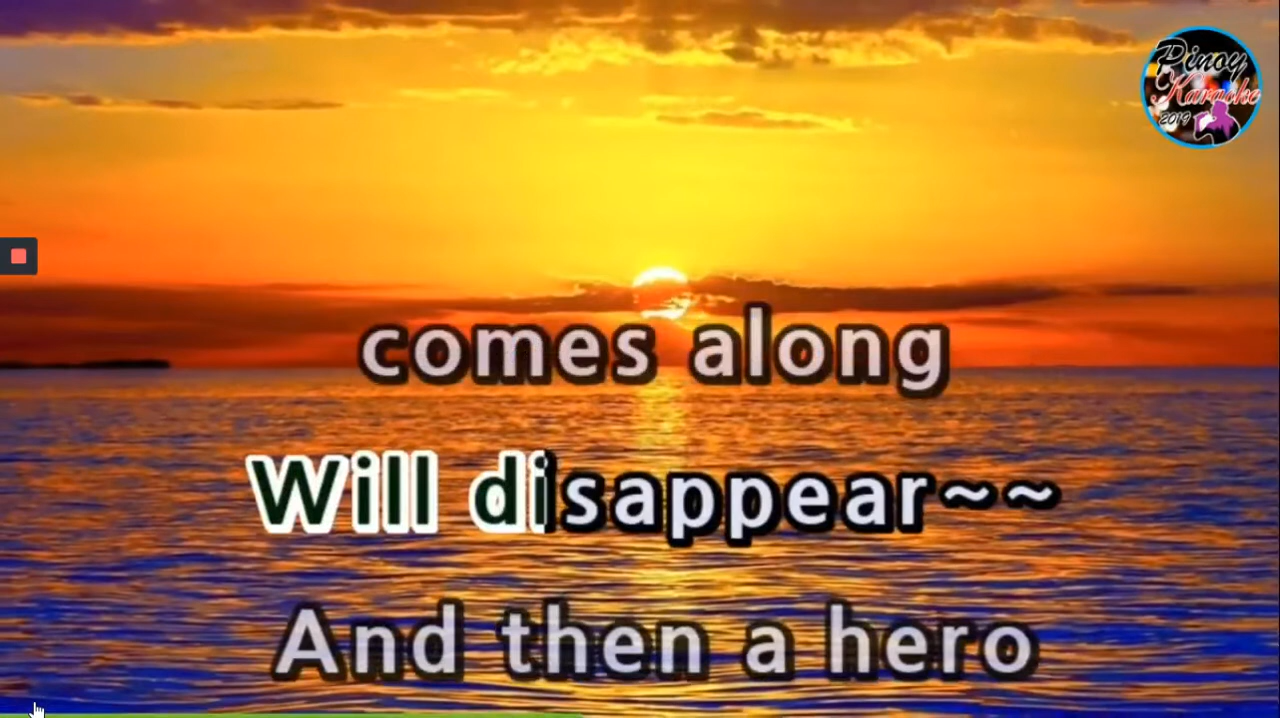 Pinoy
Karaoke
2019
comes along
Will disappear~~
And then a hero